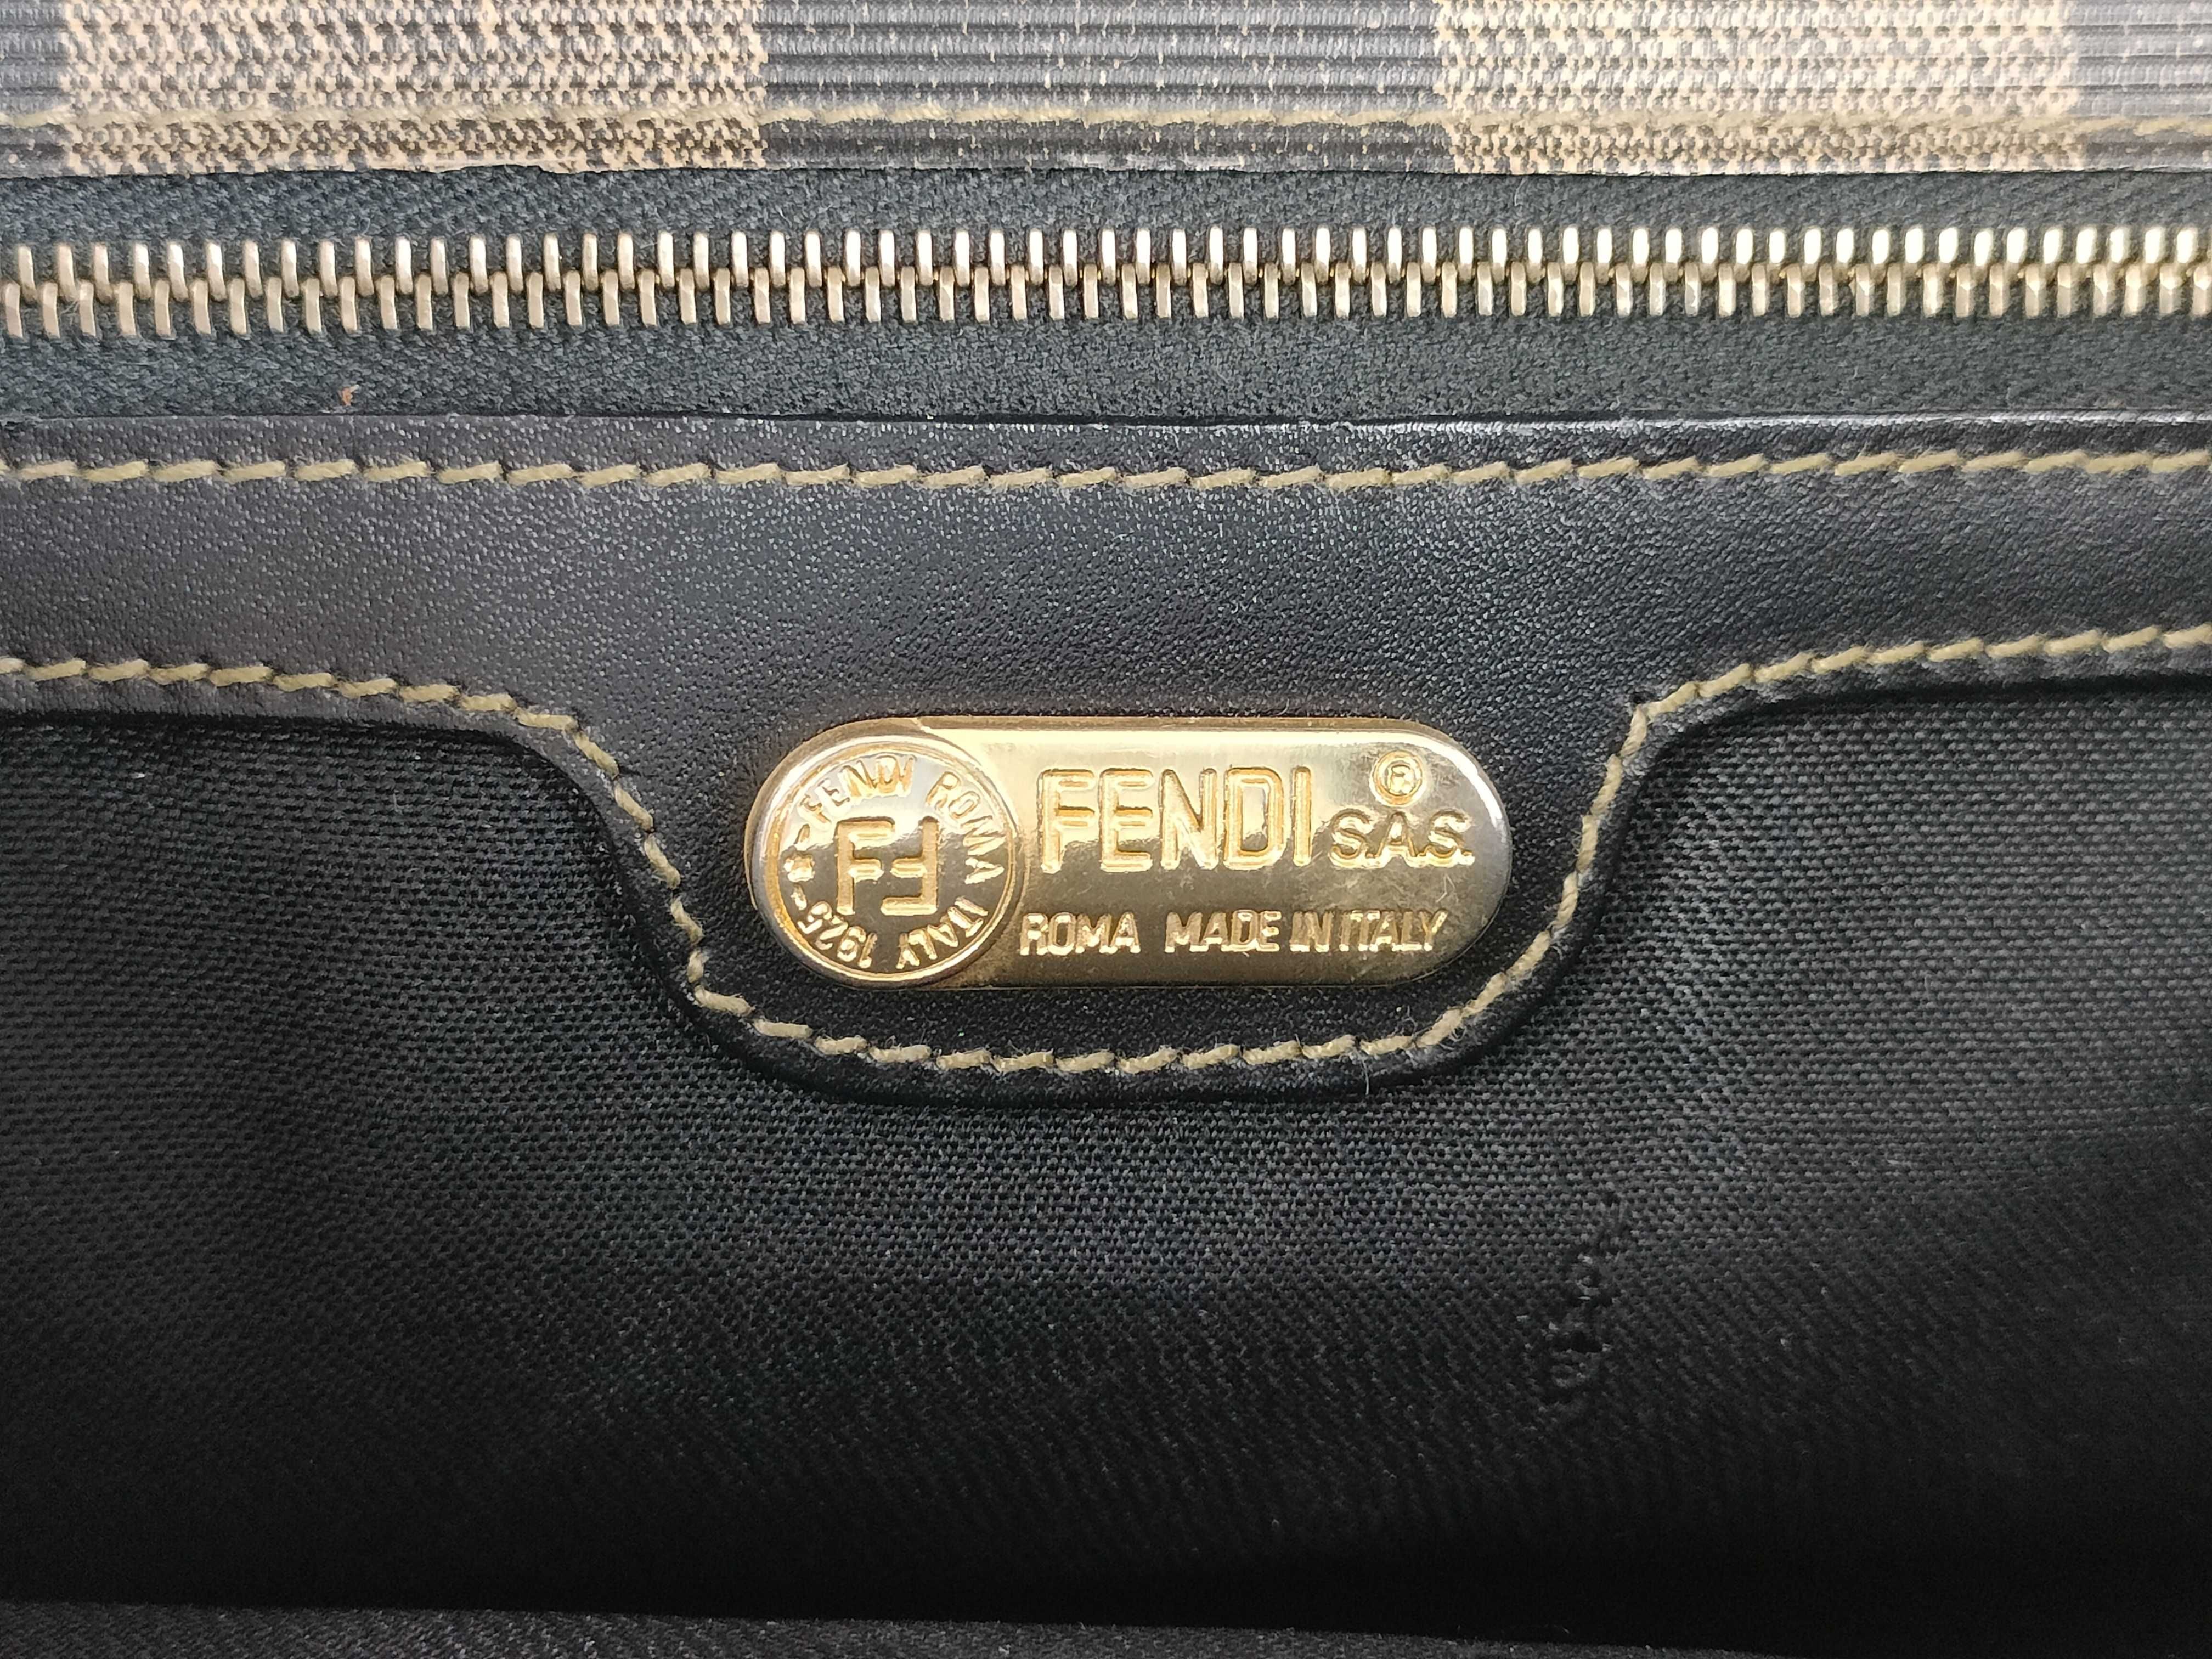 FENDI ROMA ITALY 1925
FF
FENDI S.A.S. ®
ROMA MADE IN ITALY